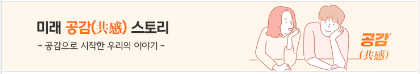 미래 공감(共感) 스토리
- 공감으로 시작한 우리의 이야기 -
공감
(共感)